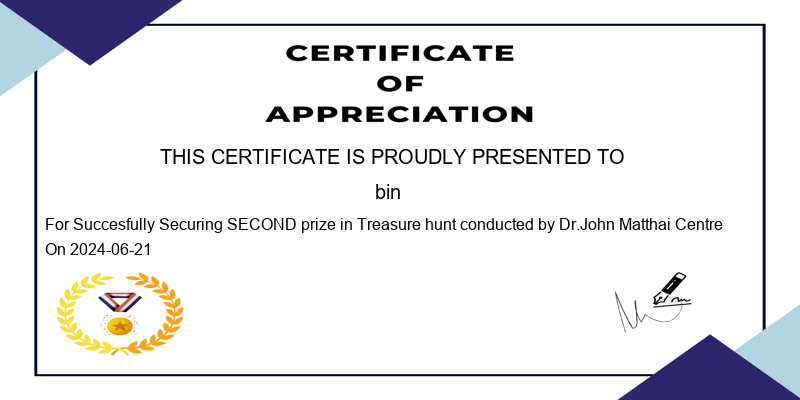 CERTIFICATE
OF
APPRECIATION
THIS CERTIFICATE IS PROUDLY PRESENTED TO
bin
For Succesfully Securing SECOND prize in Treasure hunt conducted by Dr.John Matthai Centre
On 2024-06-21